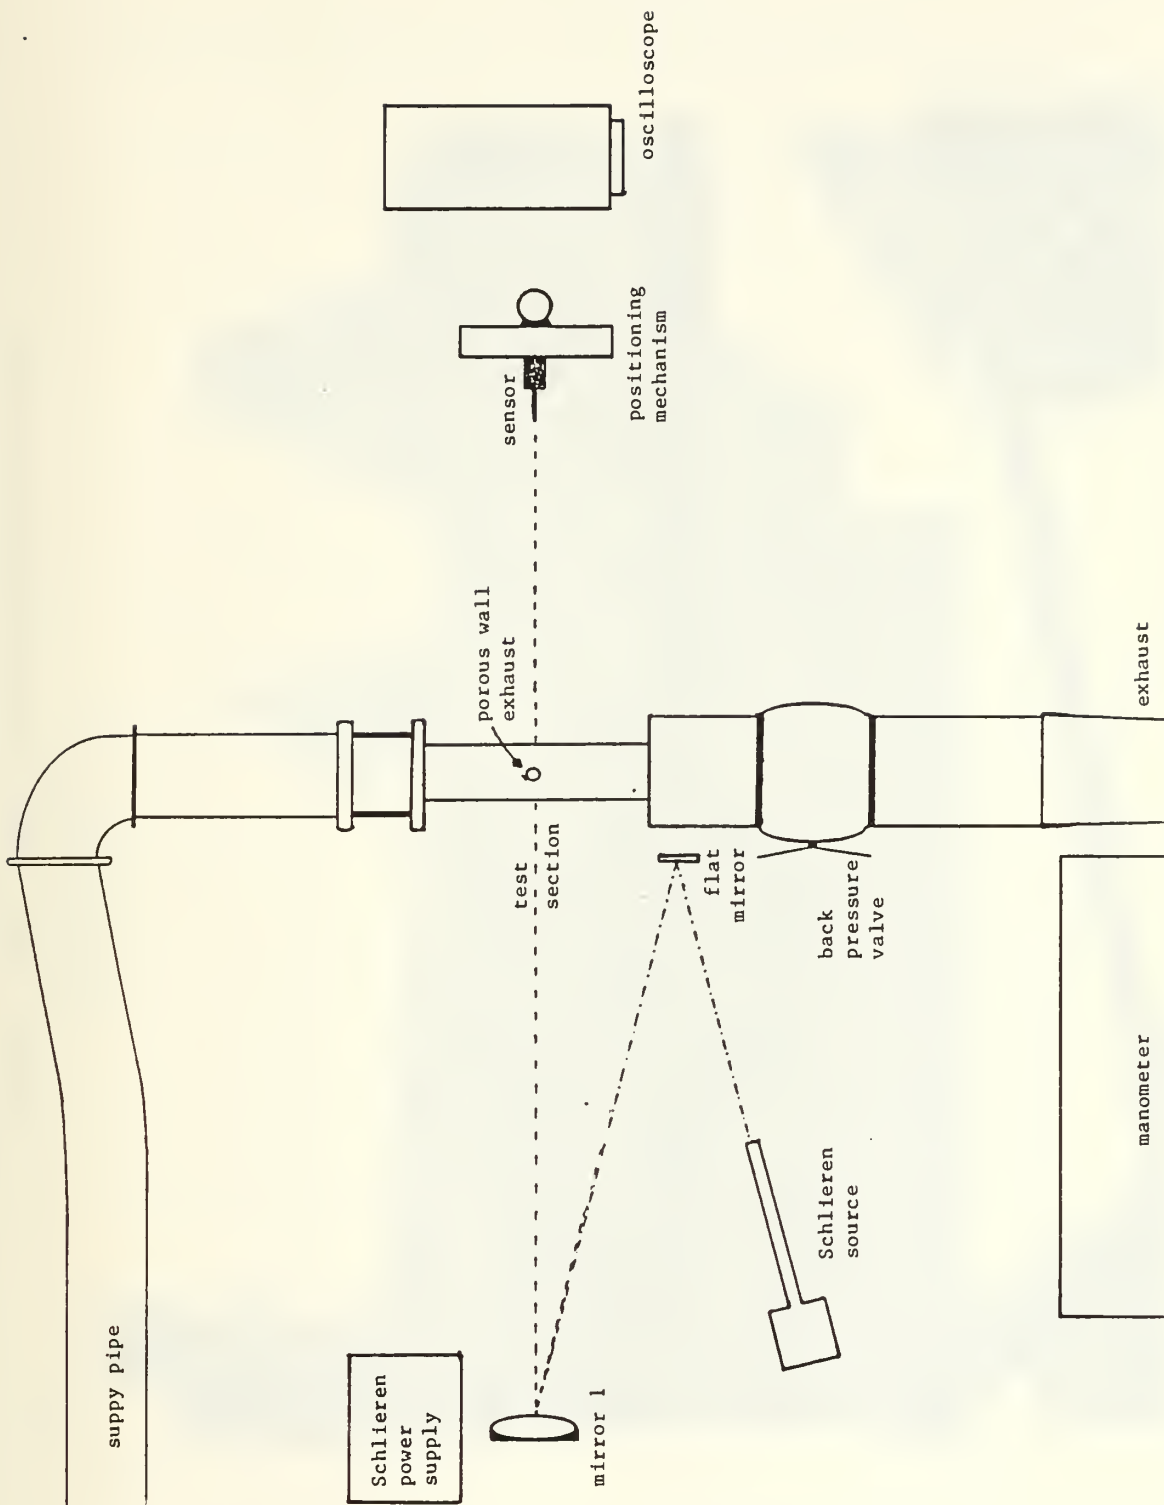 suppy pipe
Schlieren
power
supply
mirror 1
Schlieren
source
manometer
test
section
flat
mirror
back
pressure
valve
porous wall
exhaust
exhaust
sensor
positioning
mechanism
oscilloscope